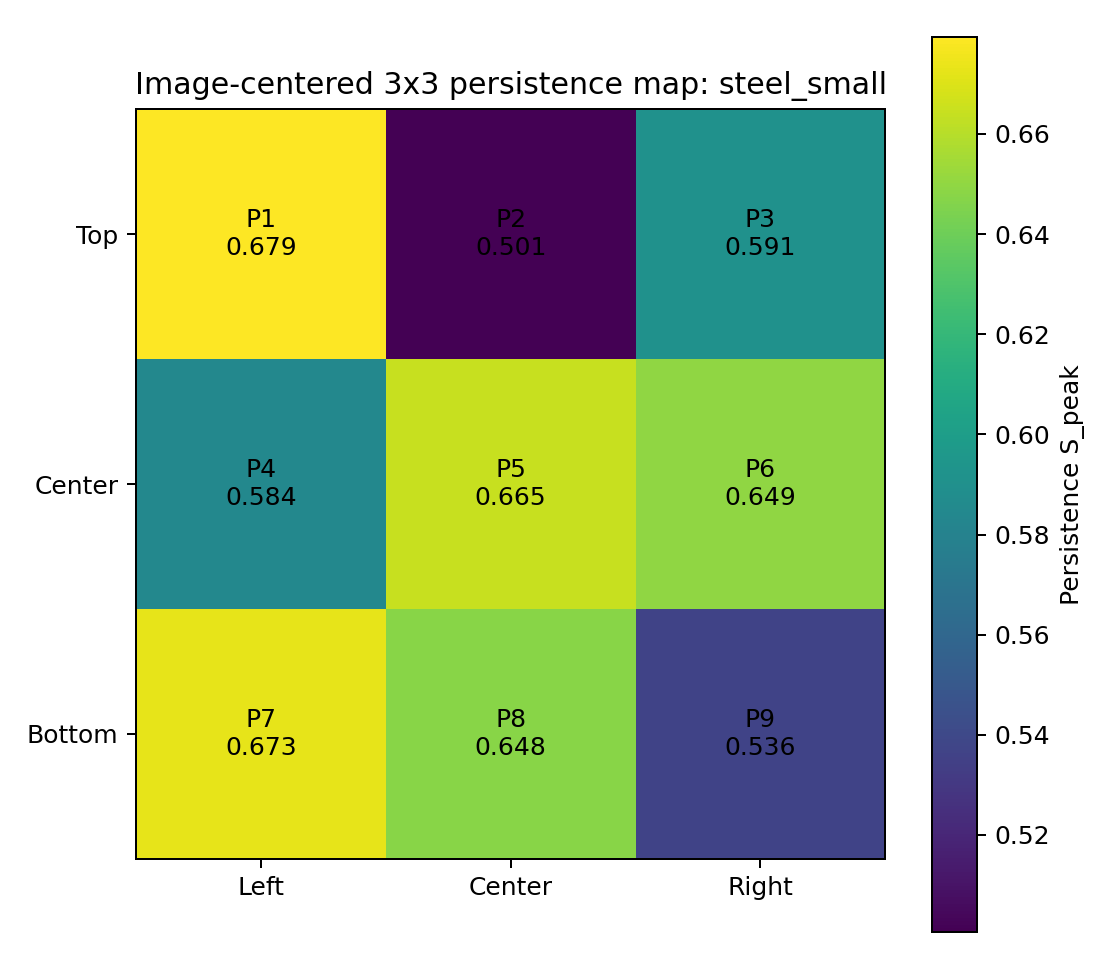 Image-centered 3x3 persistence map: steel_small
Top
P1
0.679
P2
0.501
P3
0.591
Center
P4
0.584
P5
0.665
P6
0.649
Bottom
P7
0.673
P8
0.648
P9
0.536
Left
Center
Right
0.66
0.64
0.62
0.60
0.58
0.56
0.54
0.52
Persistence S_peak